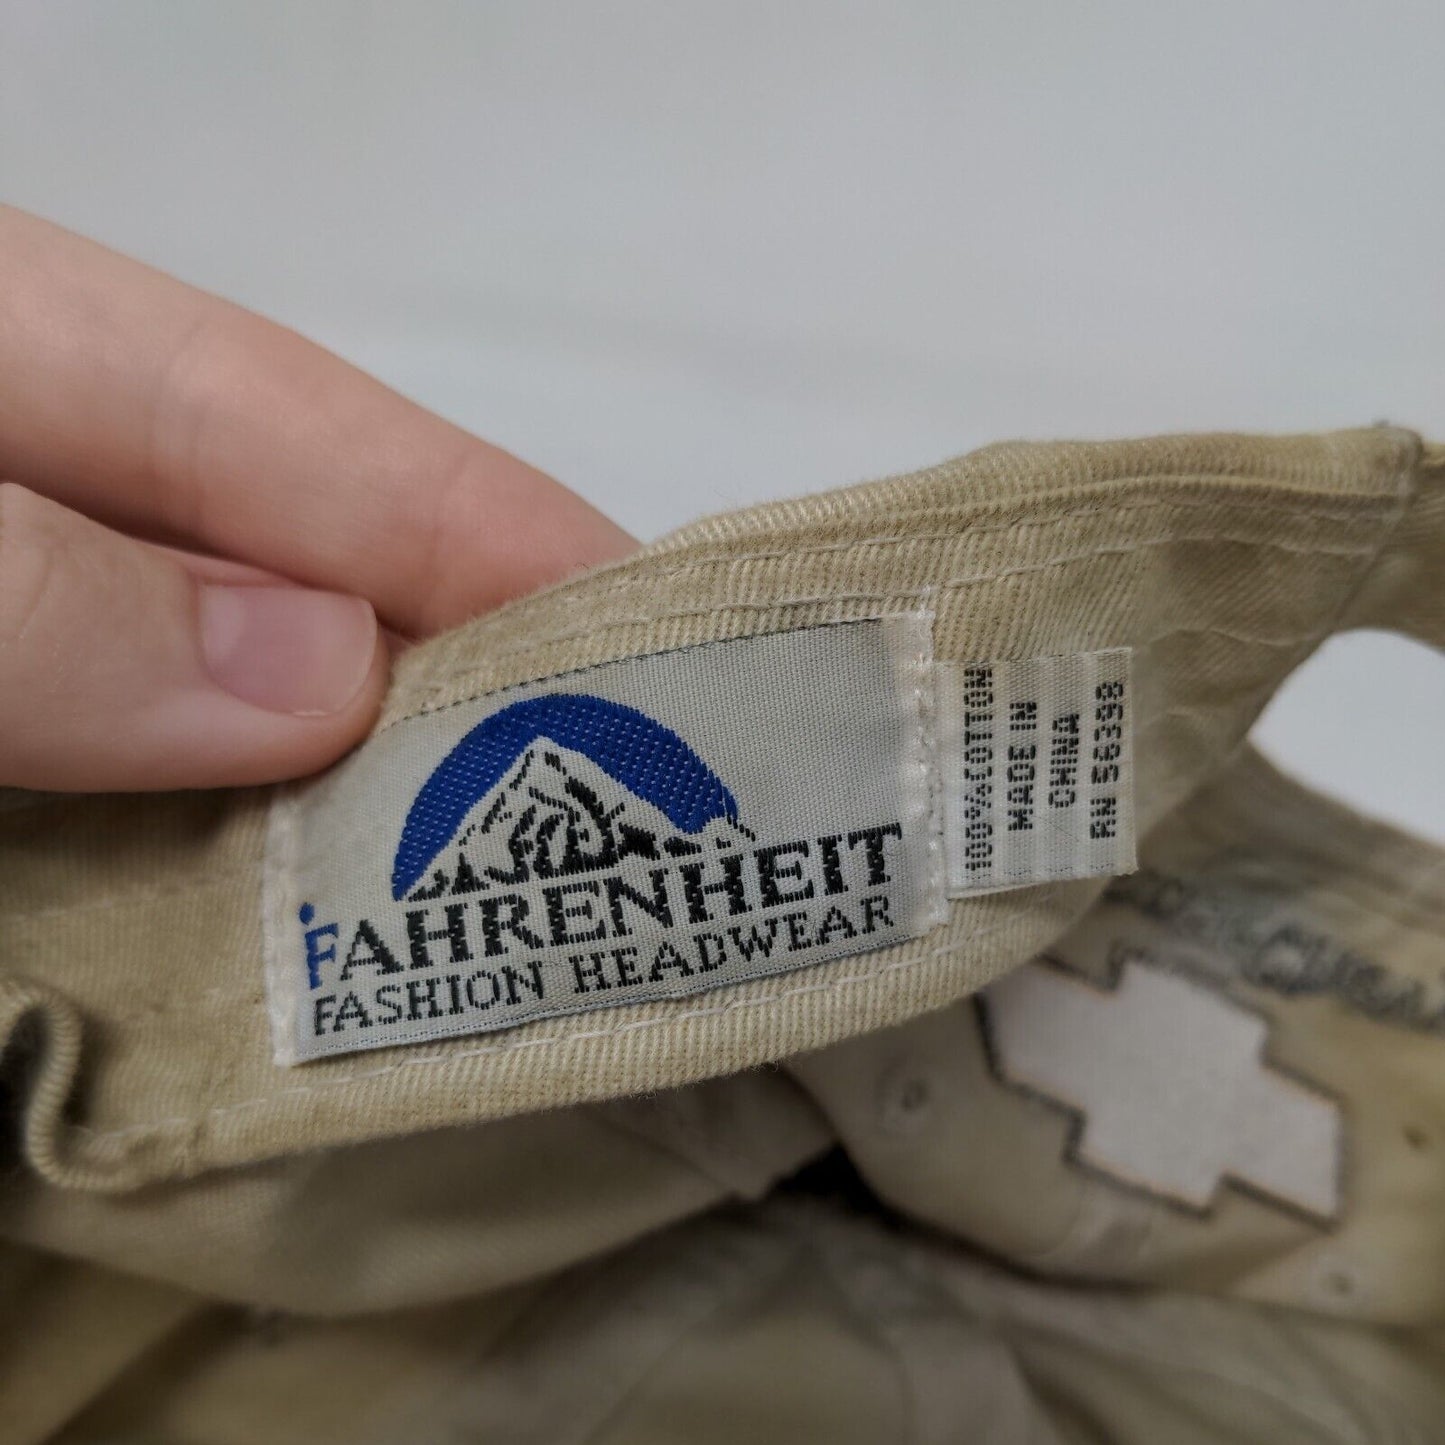 FAHRENHEIT
FASHION HEADWEAR
100%COTTON
MADE IN
CHINA
RN 56398